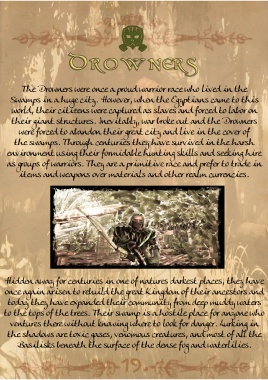 Drowners
The Drowners were once a proud warrior race who lived in the
Swamps in a huge city. However, when the Egyptians came to this
world, their citizens were captured as slaves and forced to labor on
their giant structures. Inevitably, war broke out and the Drowners
were forced to abandon their great city and live in the cover of
the swamps. Through centuries they have survived in the harsh
environment using their formidable hunting skills and seeking hire
as groups of warriors. They are a primitive race and prefer to trade in
items and weapons over materials and other realm currencies.
Hidden away for centuries in one of natures darkest places, they have
once again arisen to rebuild the great Kingdom of their ancestors and
today they have expanded their community, from deep muddy waters
to the tops of the trees. Their swamp is a hostile place for anyone who
ventures there without knowing where to look for danger. Lurking in
the shadows are toxic gases, venomous creatures, and most of all the
Basilisks beneath the surface of the dense fog and waterlilies.